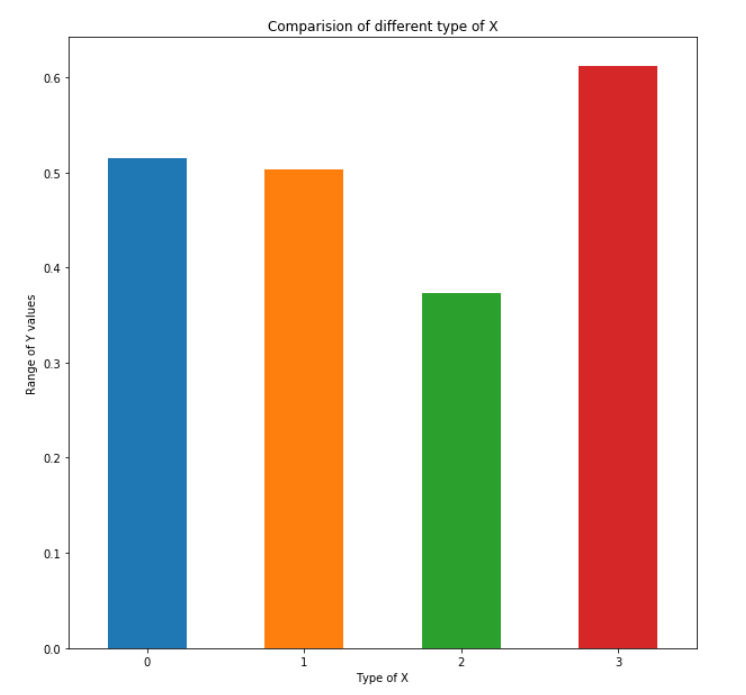 Comparision of different type of X
0.6
0.5
0.4
0.3
0.2
0.1
0.0
Range of Y values
0 1 2 3
Type of X